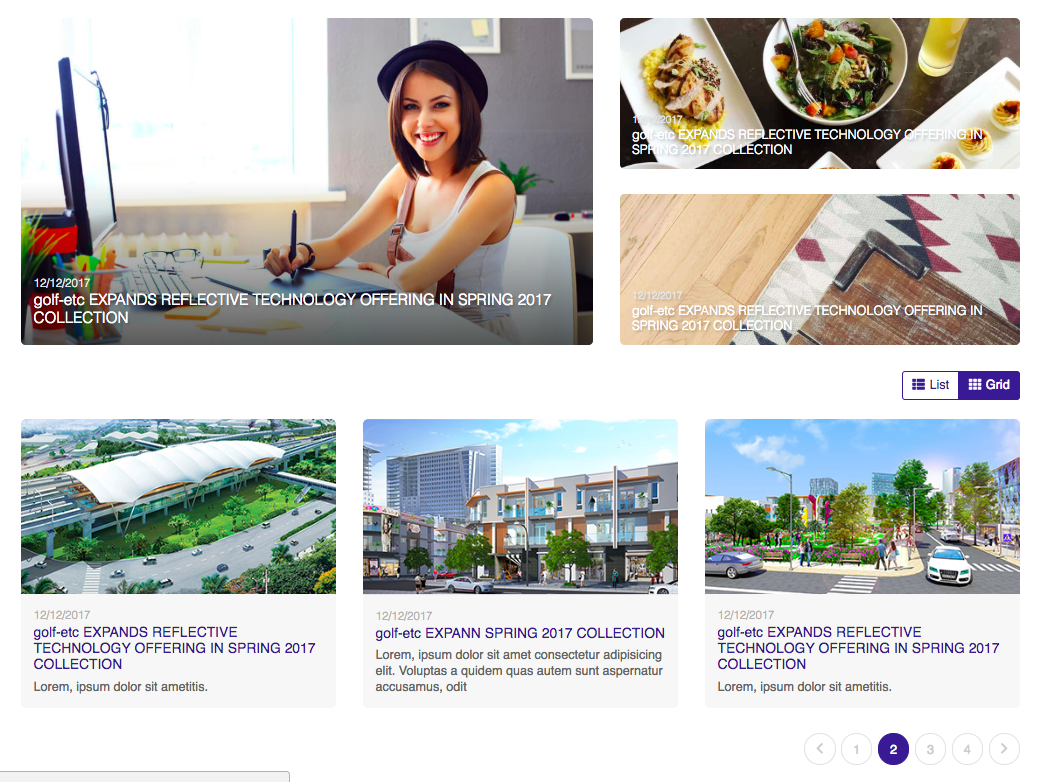 12/12/2017
golf-etc EXPANDS REFLECTIVE TECHNOLOGY OFFERING IN SPRING 2017
COLLECTION
12/12/2017
golf-etc EXPANDS REFLECTIVE TECHNOLOGY OFFERING IN
SPRING 2017 COLLECTION
12/12/2017
golf-etc EXPANDS REFLECTIVE TECHNOLOGY OFFERING IN
SPRING 2017 COLLECTION
List Grid
12/12/2017
golf-etc EXPANDS REFLECTIVE
TECHNOLOGY OFFERING IN SPRING 2017
COLLECTION
Lorem, ipsum dolor sit ametitis.
12/12/2017
golf-etc EXPANN SPRING 2017 COLLECTION
Lorem, ipsum dolor sit amet consectetur adipisicing
elit. Voluptas a quidem quas autem sunt aspernatur
accusamus, odit
12/12/2017
golf-etc EXPANDS REFLECTIVE
TECHNOLOGY OFFERING IN SPRING 2017
COLLECTION
Lorem, ipsum dolor sit ametitis.
1 2 3 4